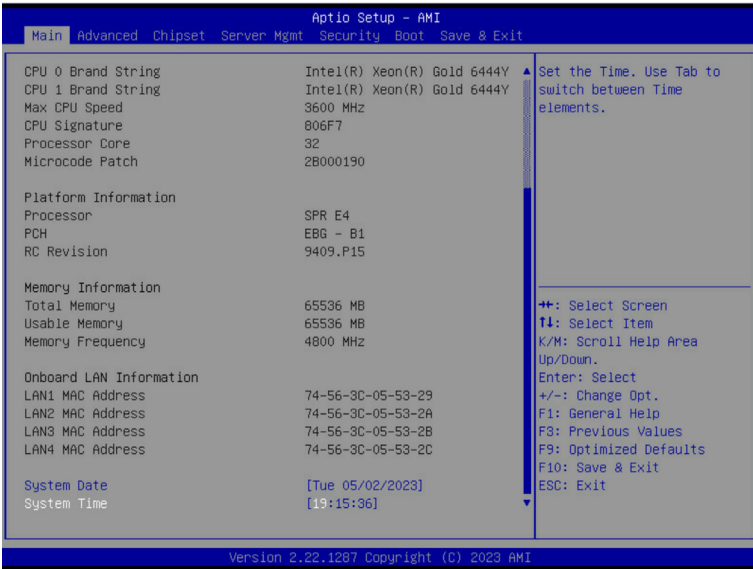 Aptio Setup - AMI
Main Advanced Chipset Server Mgmt Security Boot Save & Exit
CPU 0 Brand String Intel(R) Xeon(R) Gold 6444Y
CPU 1 Brand String Intel(R) Xeon(R) Gold 6444Y
Max CPU Speed 3600 MHz
CPU Signature 806F7
Processor Core 32
Microcode Patch 2B000190
Platform Information
Processor SPR E4
PCH EBG - B1
RC Revision 9409.P15
Memory Information
Total Memory 65536 MB
Usable Memory 65536 MB
Memory Frequency 4800 MHz
Onboard LAN Information
LAN1 MAC Address 74-56-3C-05-53-29
LAN2 MAC Address 74-56-3C-05-53-2A
LAN3 MAC Address 74-56-3C-05-53-2B
LAN4 MAC Address 74-56-3C-05-53-2C
System Date [Tue 05/02/2023]
System Time [19:15:36]
Set the Time. Use Tab to
switch between Time
elements.
→←: Select Screen
↑↓: Select Item
K/M: Scroll Help Area
Up/Down.
Enter: Select
+/-: Change Opt.
F1: General Help
F3: Previous Values
F9: Optimized Defaults
F10: Save & Exit
ESC: Exit
Version 2.22.1287 Copyright (C) 2023 AMI